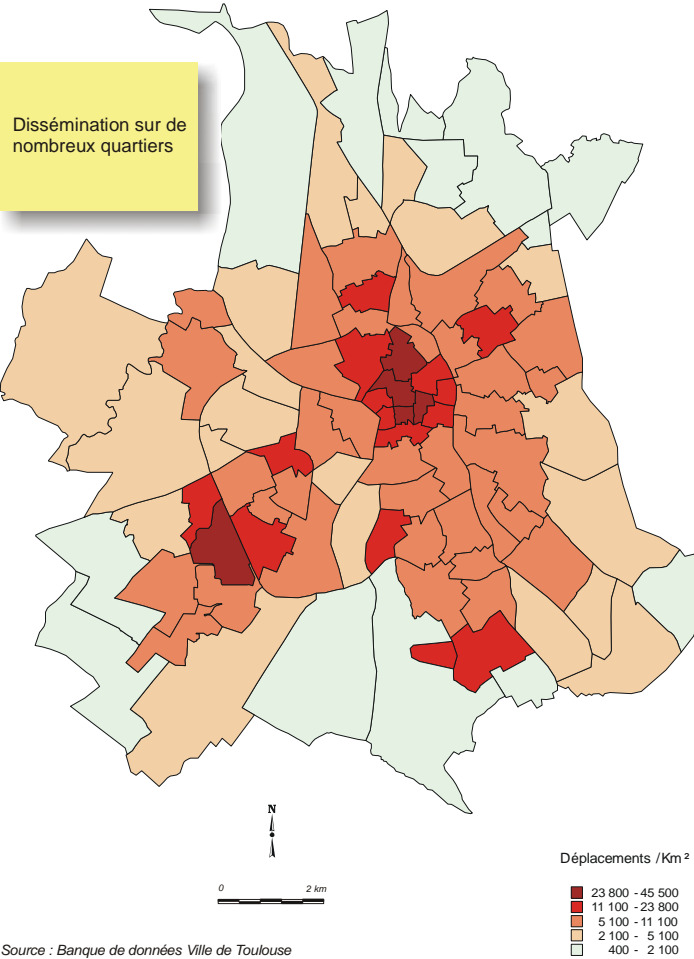 Dissémination sur de
nombreux quartiers
N
0 2 km
Déplacements /Km²
23 800 - 45 500
11 100 - 23 800
5 100 - 11 100
2 100 - 5 100
400 - 2 100
Source : Banque de données Ville de Toulouse